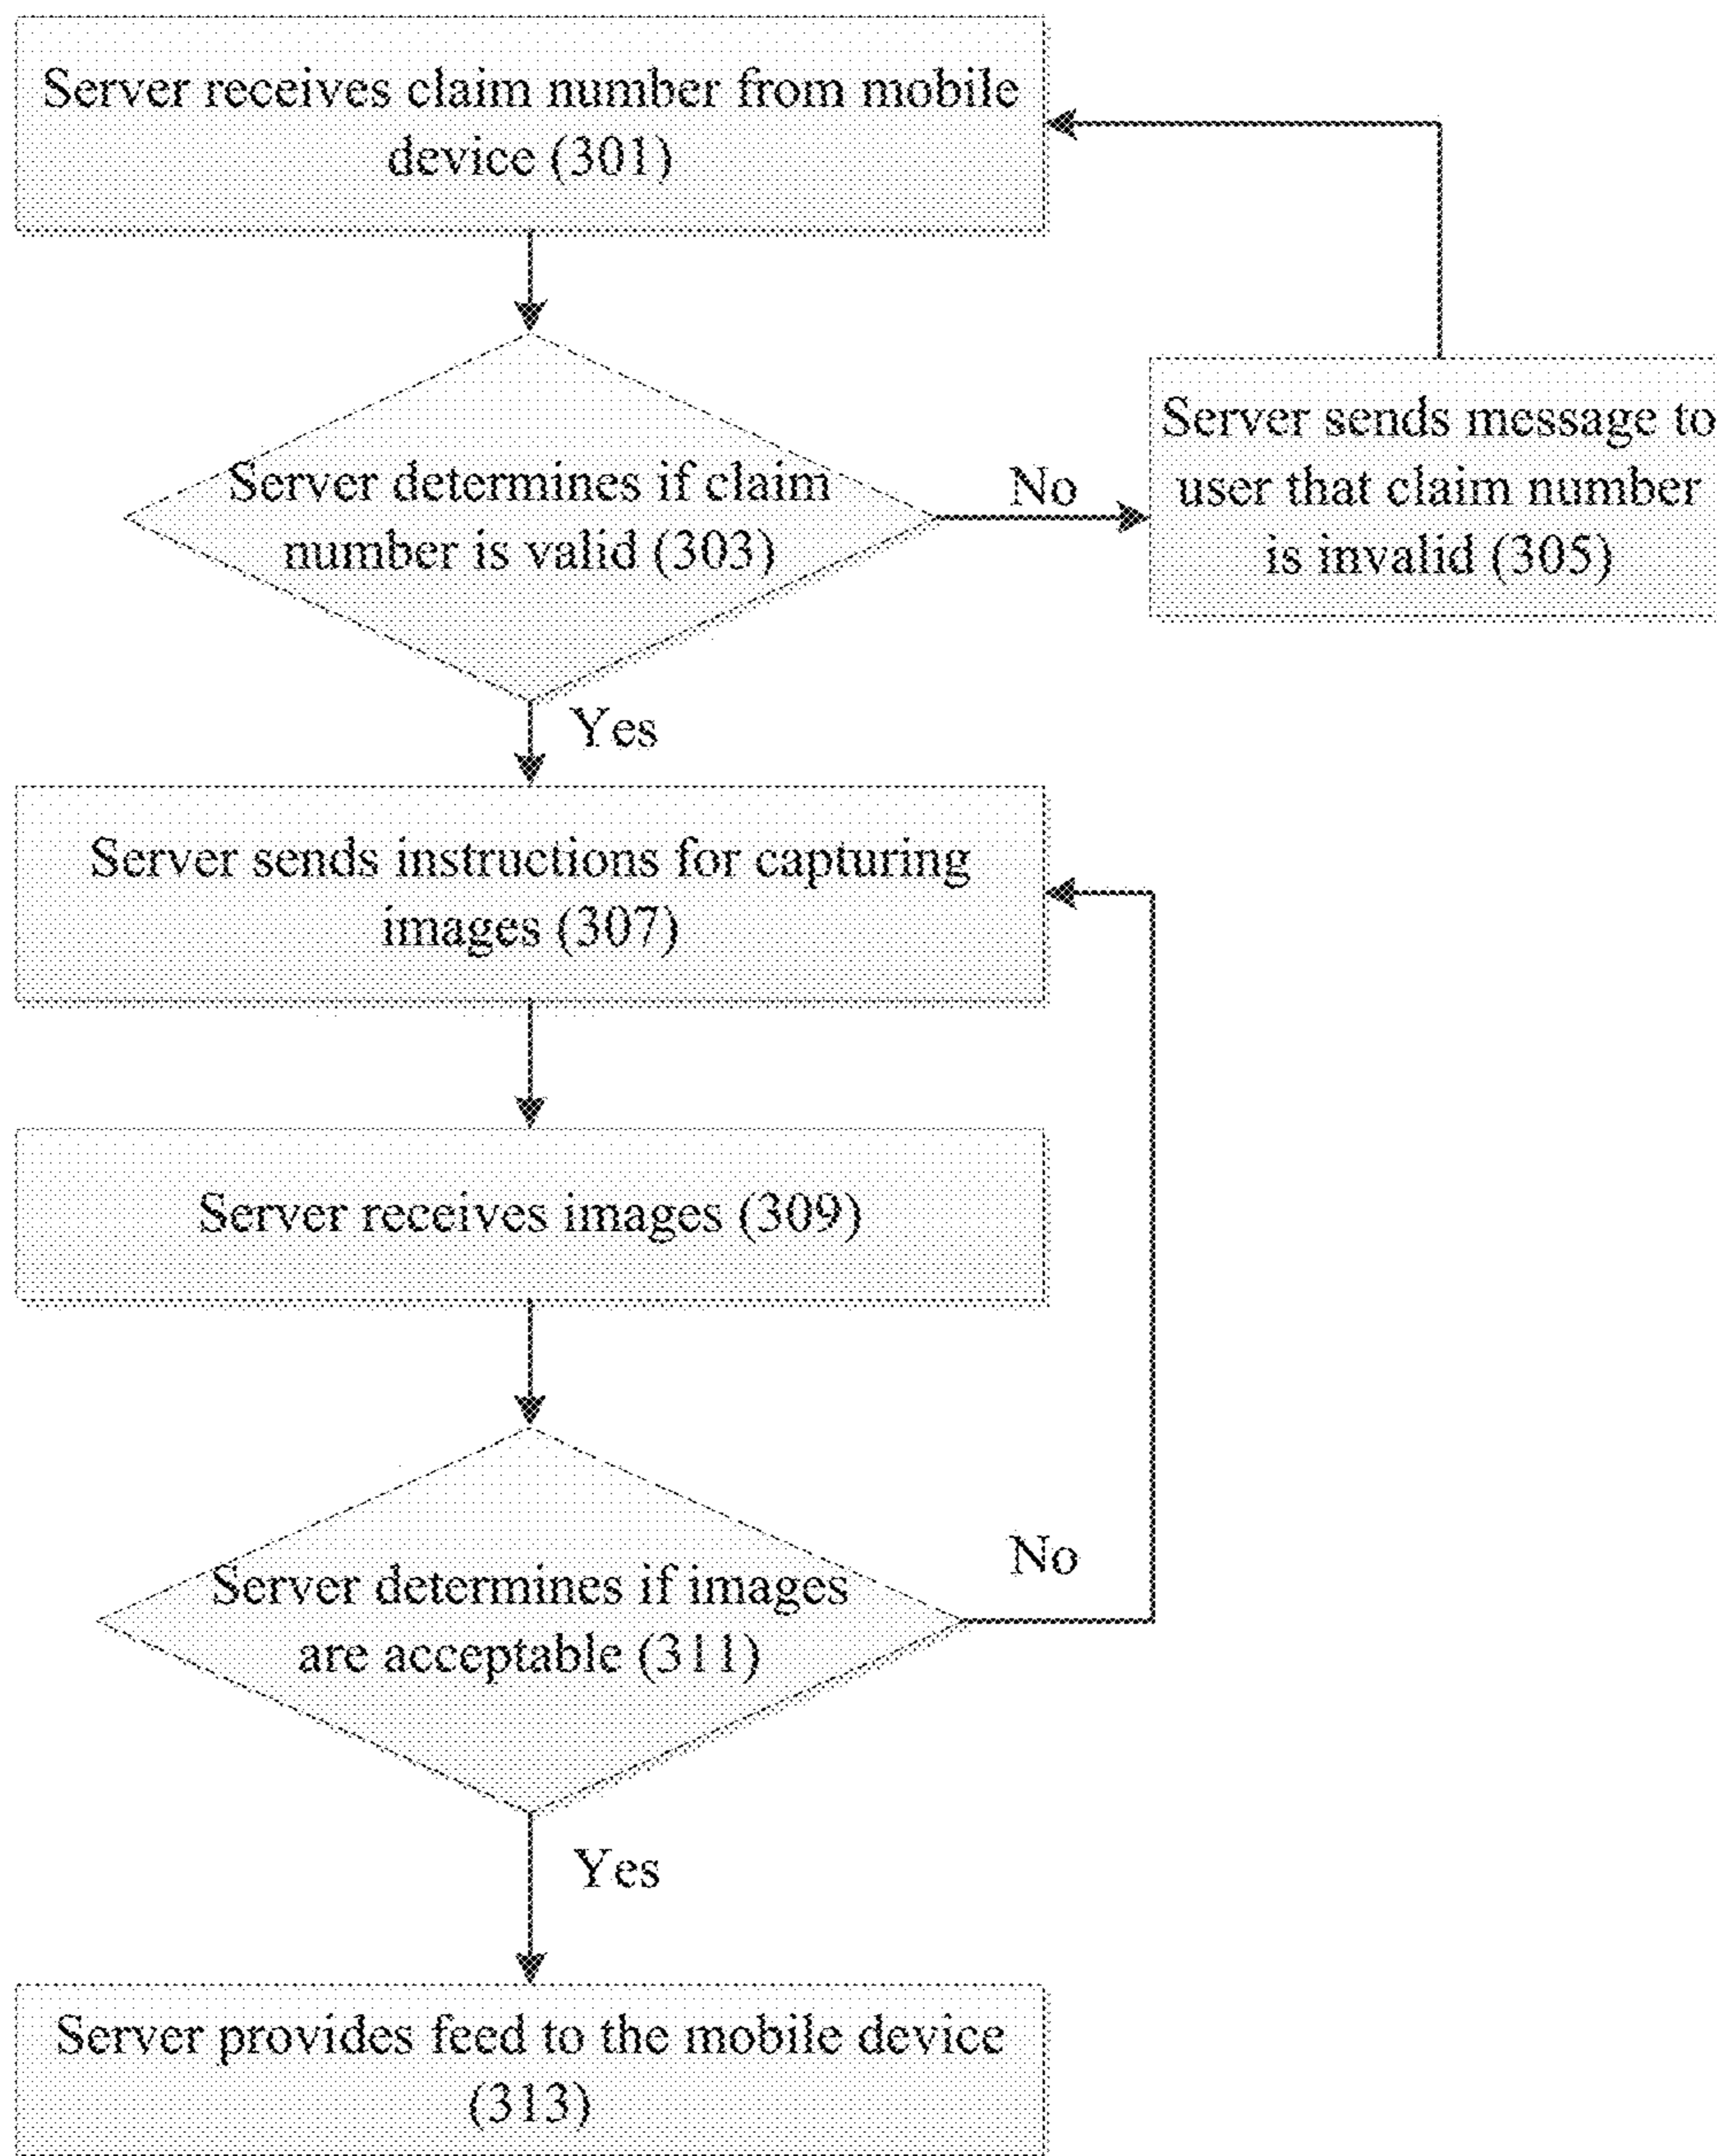 Server receives claim number from mobile
device (301)
Server determines if claim
number is valid (303)
No
Server sends message to
user that claim number
is invalid (305)
Yes
Server sends instructions for capturing
images (307)
Server receives images (309)
Server determines if images
are acceptable (311)
No
Yes
Server provides feed to the mobile device
(313)